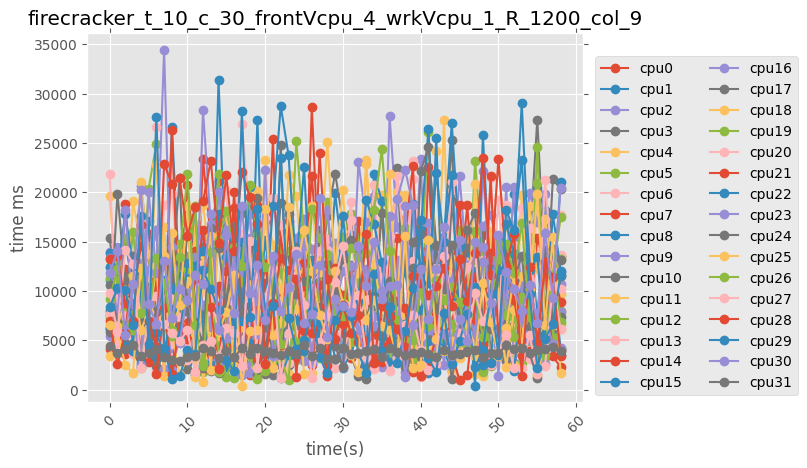 firecracker_t_10_c_30_frontVcpu_4_wrkVcpu_1_R_1200_col_9
time ms
35000
30000
25000
20000
15000
10000
5000
0
0
10
20
30
40
50
60
time(s)
cpu0
cpu1
cpu2
cpu3
cpu4
cpu5
cpu6
cpu7
cpu8
cpu9
cpu10
cpu11
cpu12
cpu13
cpu14
cpu15
cpu16
cpu17
cpu18
cpu19
cpu20
cpu21
cpu22
cpu23
cpu24
cpu25
cpu26
cpu27
cpu28
cpu29
cpu30
cpu31